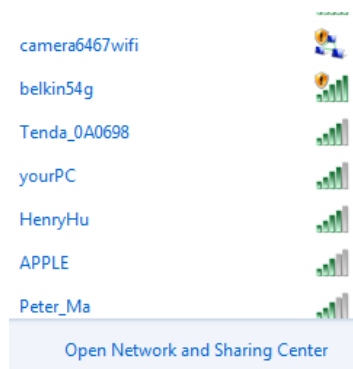 camera6467wifi
belkin54g
Tenda_0A0698
yourPC
HenryHu
APPLE
Peter_Ma
Open Network and Sharing Center